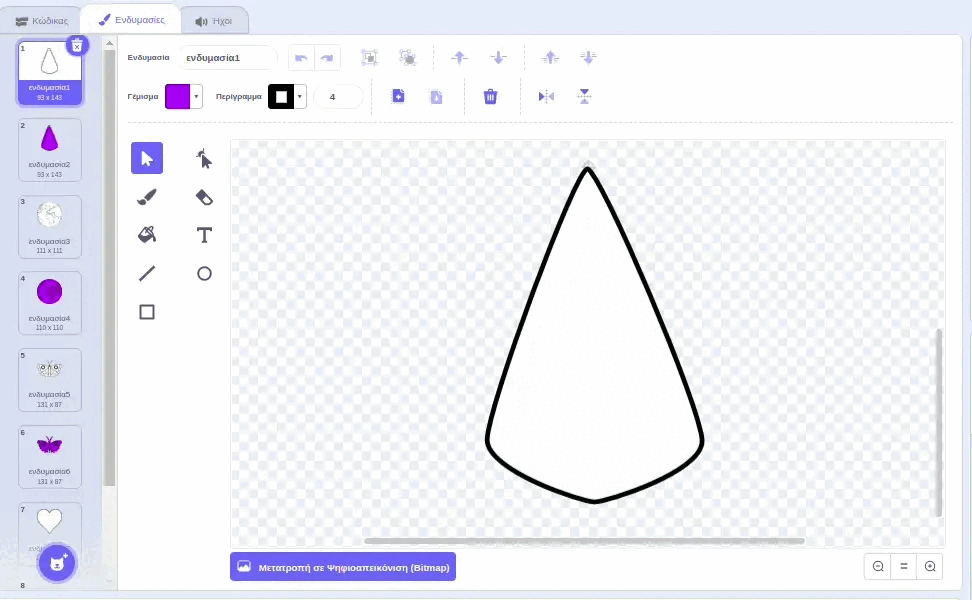 Κώδικας
Ενδυμασίες
Ήχοι
1
ενδυμασία1
93 x 143
2
ενδυμασία2
93 x 143
3
ενδυμασία3
111 x 111
4
ενδυμασία4
110 x 110
5
ενδυμασία5
131 x 87
6
ενδυμασία6
131 x 87
7
8
Ενδυμασία
ενδυμασία1
Γέμισμα
Περίγραμμα
4
T
Μετατροπή σε Ψηφιοαπεικόνιση (Bitmap)